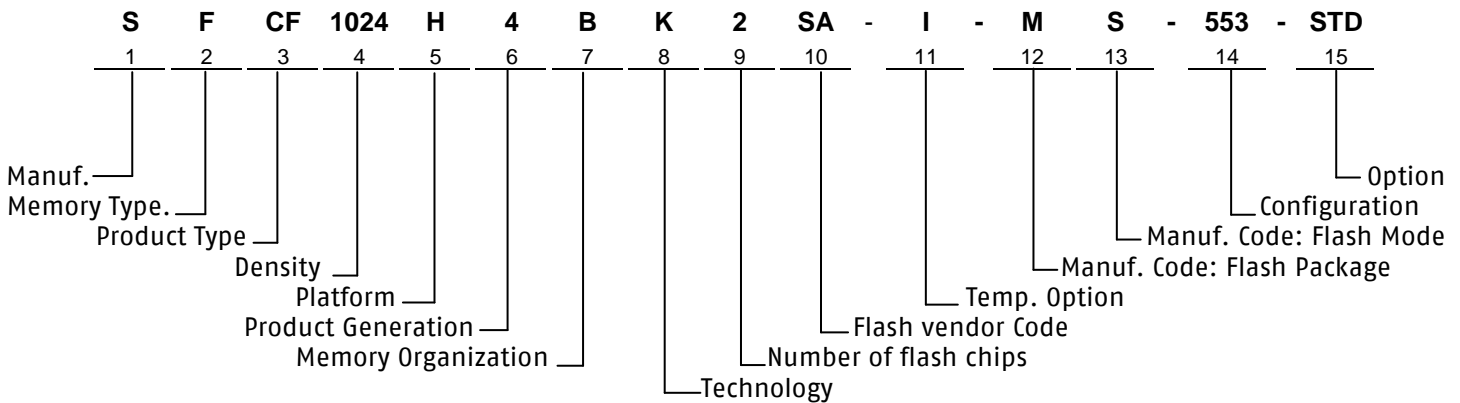 S F CF 1024 H 4 B K 2 SA - I - M S - 553 - STD
1 2 3 4 5 6 7 8 9 10 11 12 13 14 15
Manuf. Option
Memory Type. Configuration
Product Type Manuf. Code: Flash Mode
Density Manuf. Code: Flash Package
Platform Temp. Option
Product Generation Flash vendor Code
Memory Organization Number of flash chips
Technology